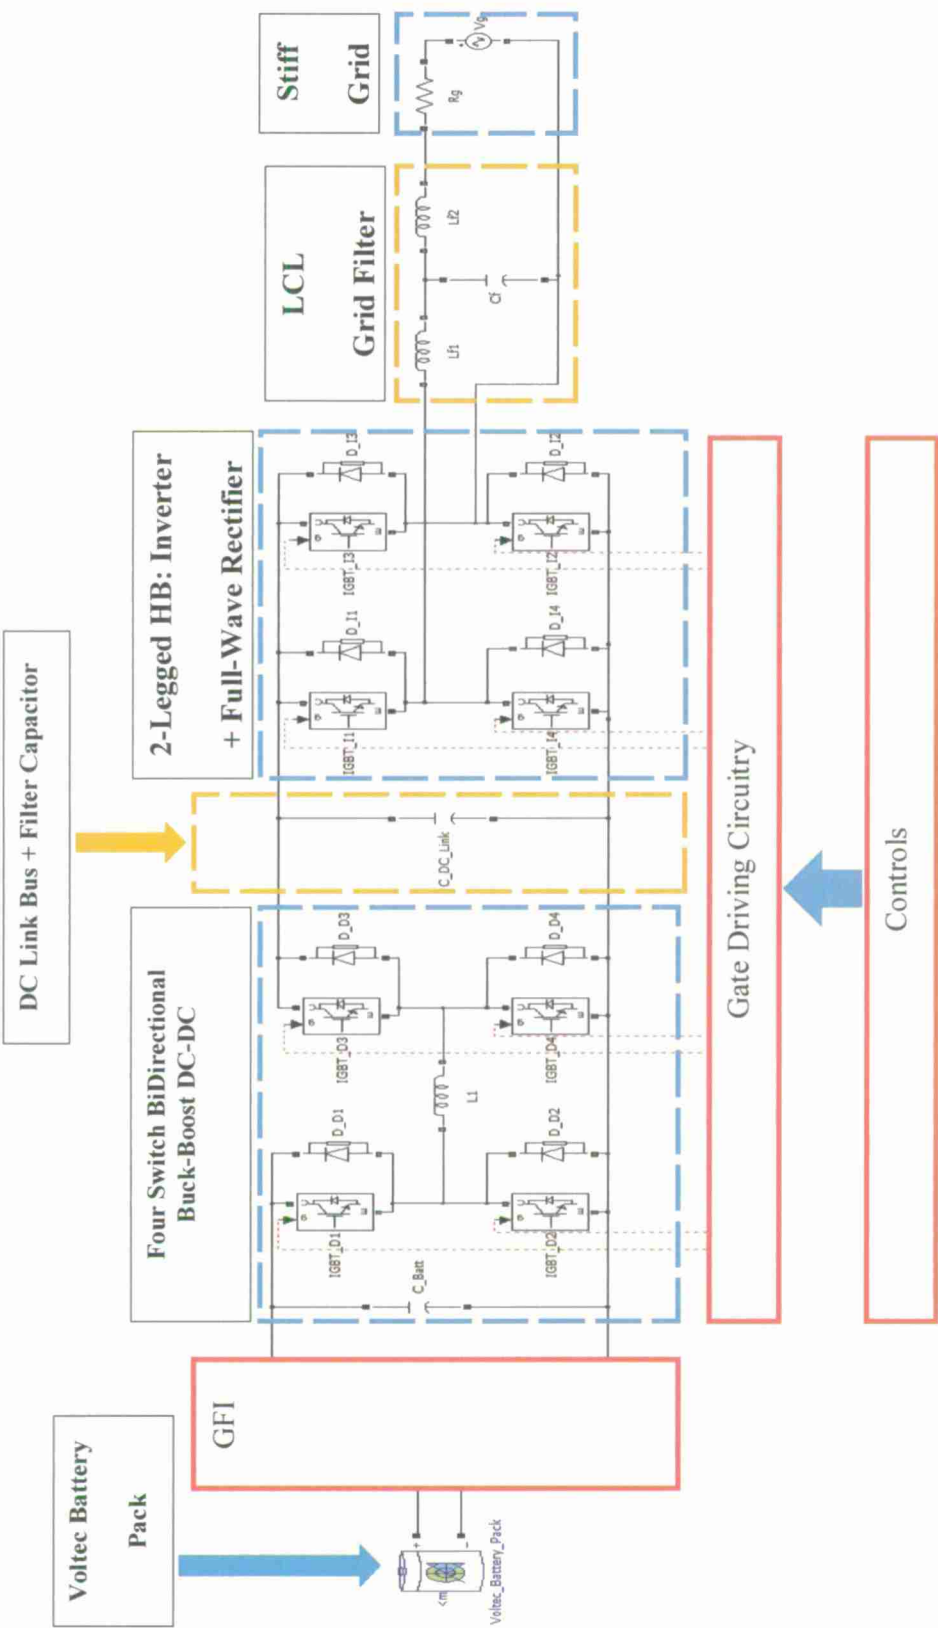 Voltec Battery
Pack
Four Switch BiDirectional
Buck-Boost DC-DC
DC Link Bus + Filter Capacitor
2-Legged HB: Inverter
+ Full-Wave Rectifier
LCL
Grid Filter
Stiff
Grid
GFI
+
-
<m
Voltec_Battery_Pack
C_Batt
IGBT_D1
D_D1
IGBT_D2
D_D2
L1
IGBT_D3
D_D3
IGBT_D4
D_D4
C_DC_Link
IGBT_I1
D_I1
IGBT_I4
D_I4
IGBT_I3
D_I3
IGBT_I2
D_I2
Lf1
Cf
Lf2
Rg
Vg
Gate Driving Circuitry
Controls